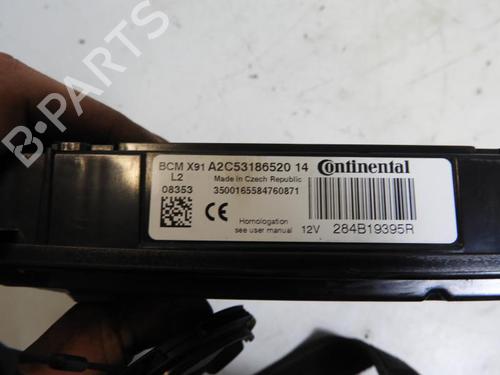 BCM X91 A2C53186520 14 Continental
L2 Made in Czech Republic
08353 3500165584760871
CE Homologation
see user manual 12V 284B19395R
B-PARTS